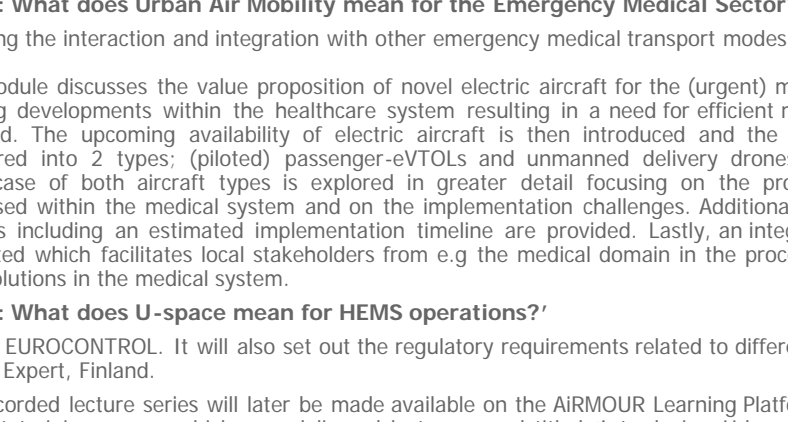 : What does Urban Air Mobility mean for the Emergency Medical Sector
ng the interaction and integration with other emergency medical transport modes
odule discusses the value proposition of novel electric aircraft for the (urgent) m
g developments within the healthcare system resulting in a need for efficient
d. The upcoming availability of electric aircraft is then introduced and the
red into 2 types; (piloted) passenger-eVTOLs and unmanned delivery drones
case of both aircraft types is explored in greater detail focusing on the pro
sed within the medical system and on the implementation challenges. Additiona
s including an estimated implementation timeline are provided. Lastly, an integ
ted which facilitates local stakeholders from e.g the medical domain in the proc
olutions in the medical system.
: What does U-space mean for HEMS operations?’
EUROCONTROL. It will also set out the regulatory requirements related to differe
Expert, Finland.
corded lecture series will later be made available on the AiRMOUR Learning Platf